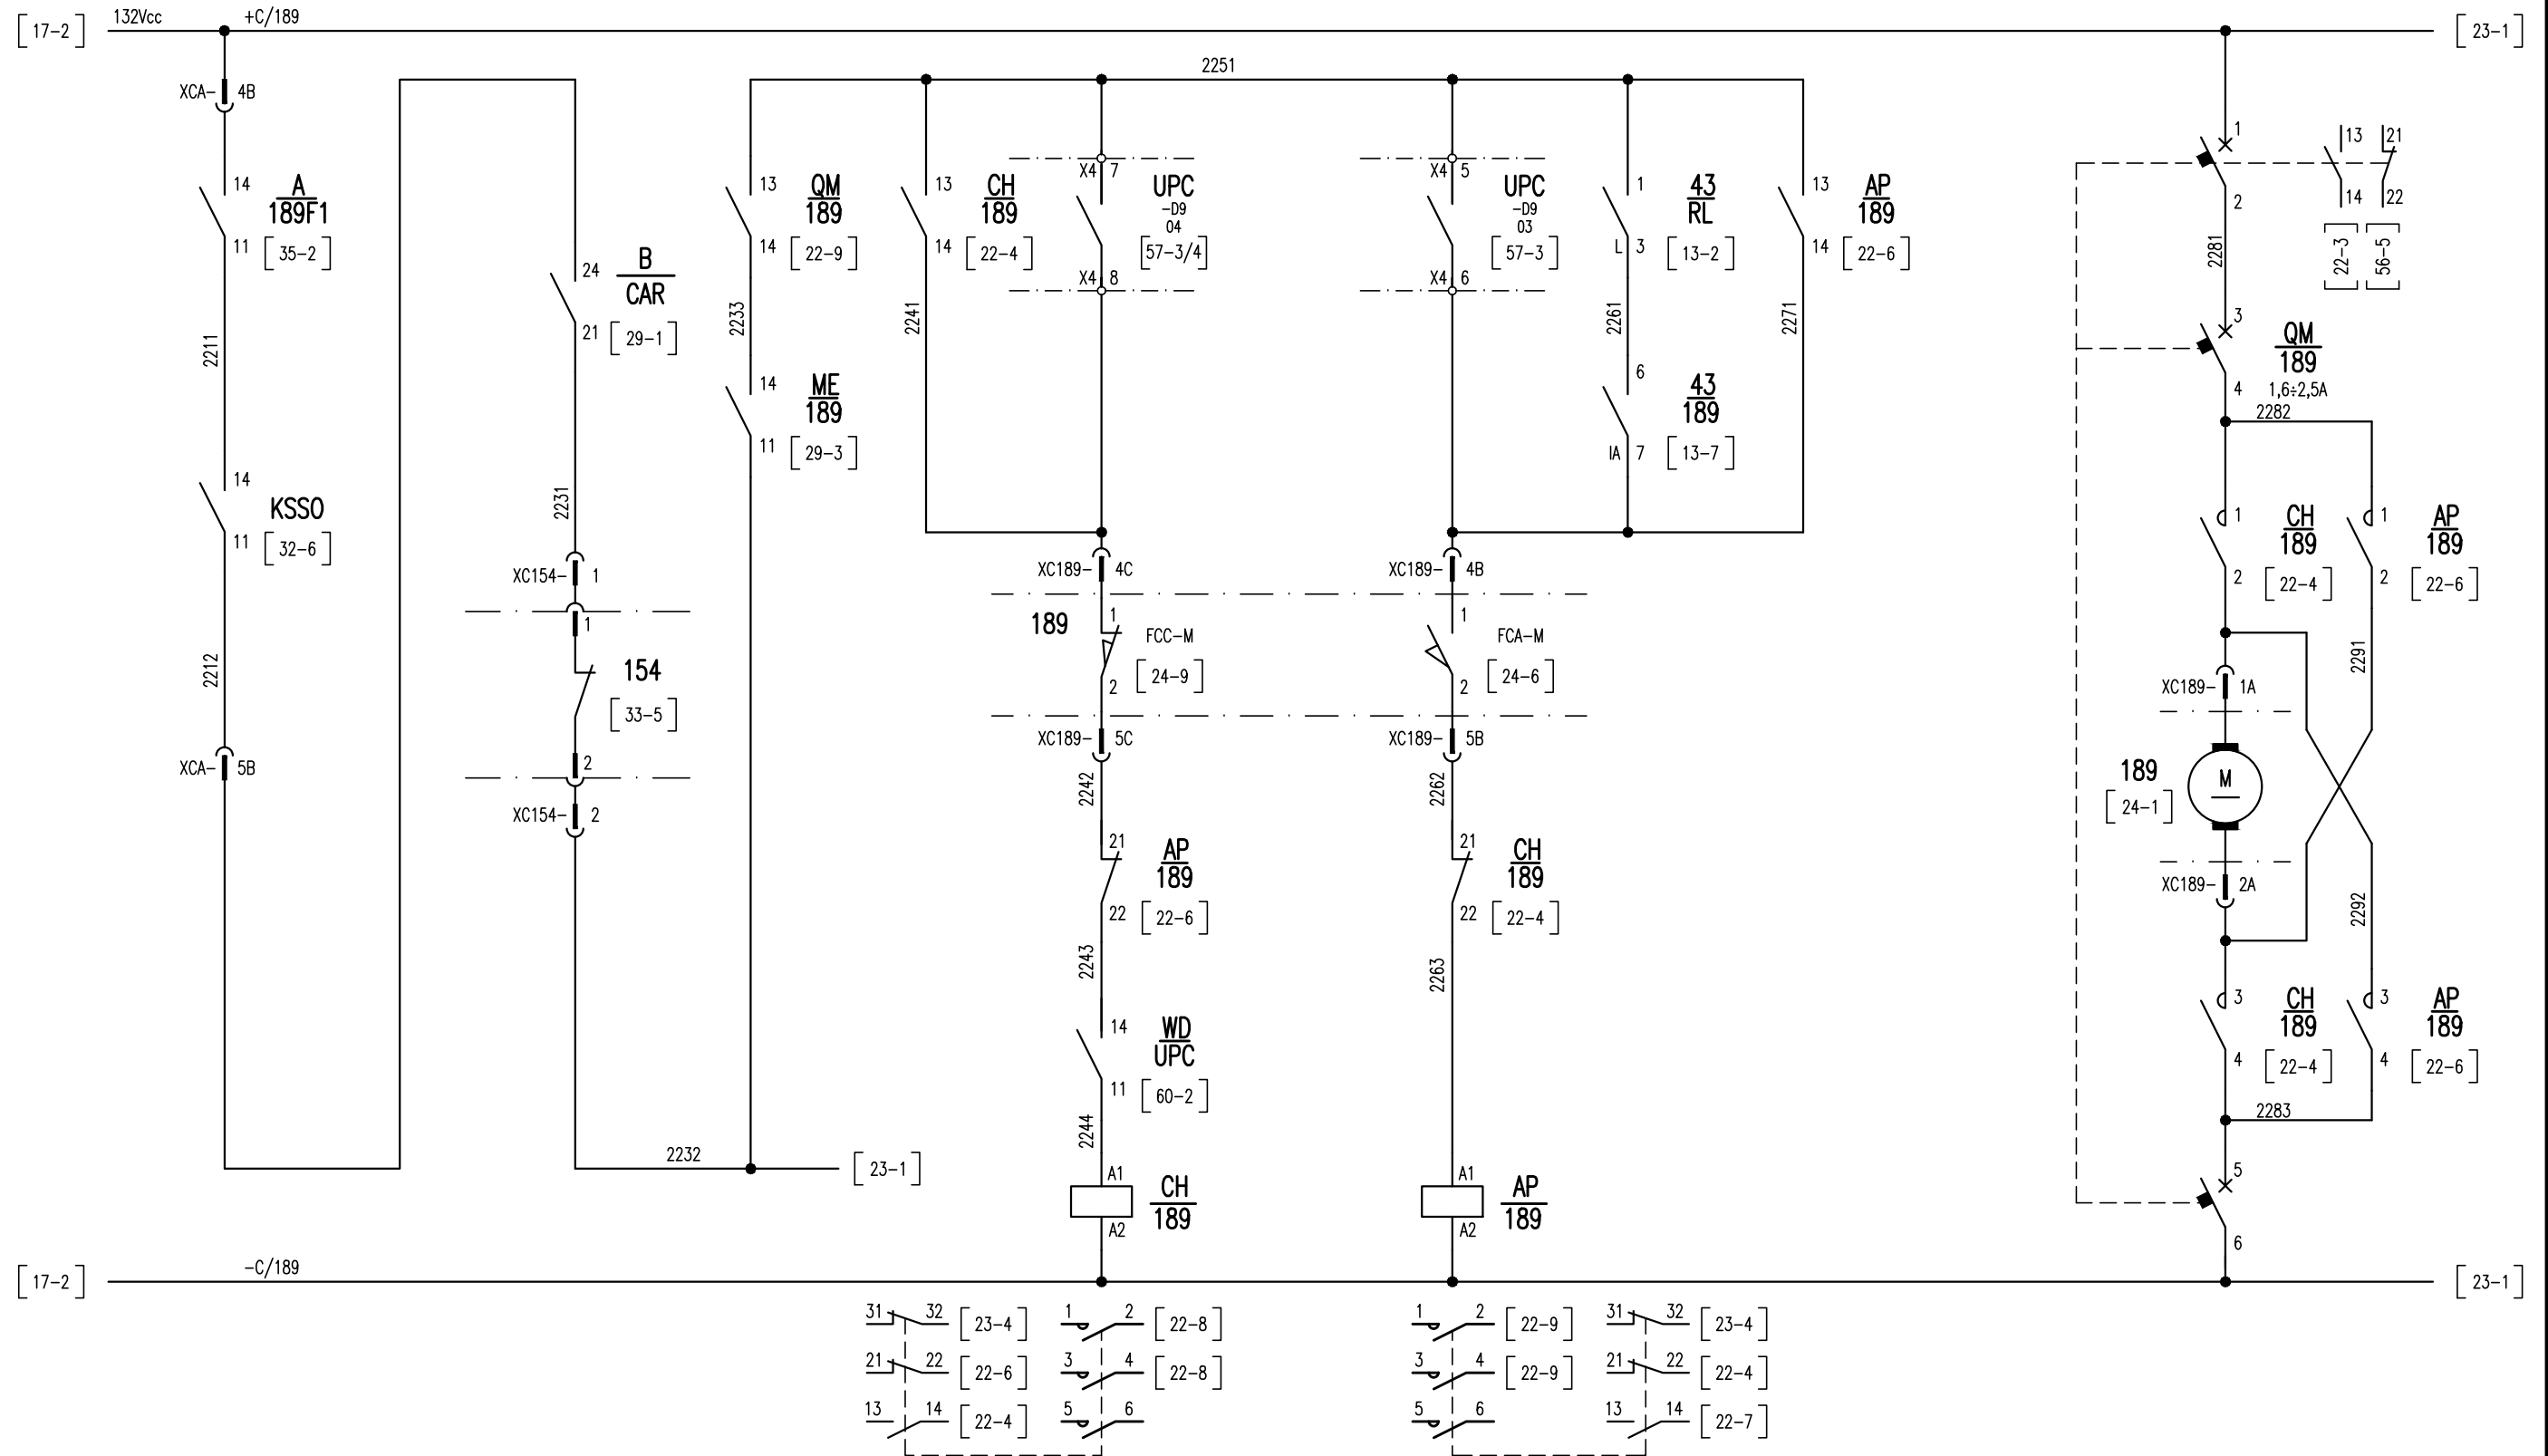 17-2
132Vcc
+C/189
23-1
XCA-
4B
14
A
189F1
11
35-2
2211
14
KSSO
11
32-6
2212
XCA-
5B
24
B
CAR
21
29-1
2231
XC154-
1
1
154
33-5
2
XC154-
2
2232
23-1
2251
13
QM
189
14
22-9
2233
14
ME
189
11
29-3
13
CH
189
14
22-4
2241
X4
7
UPC
-D9
04
57-3/4
X4
8
X4
5
UPC
-D9
03
57-3
X4
6
1
43
RL
L
3
13-2
2261
6
43
189
IA
7
13-7
13
AP
189
14
22-6
2271
XC189-
4C
189
1
FCC-M
2
24-9
XC189-
5C
2242
21
AP
189
22
22-6
2243
14
WD
UPC
11
60-2
2244
A1
CH
189
A2
XC189-
4B
1
FCA-M
2
24-6
XC189-
5B
2262
21
CH
189
22
22-4
2263
A1
AP
189
A2
1
2
13
21
14
22
22-3
56-5
2281
3
QM
189
4
1,6÷2,5A
2282
1
CH
189
2
22-4
1
AP
189
2
22-6
2291
XC189-
1A
189
24-1
M
XC189-
2A
2292
3
CH
189
4
22-4
3
AP
189
4
22-6
2283
5
6
17-2
-C/189
23-1
31 32 23-4 1 2 22-8
21 22 22-6 3 4 22-8
13 14 22-4 5 6
1 2 22-9 31 32 23-4
3 4 22-9 21 22 22-4
5 6 13 14 22-7